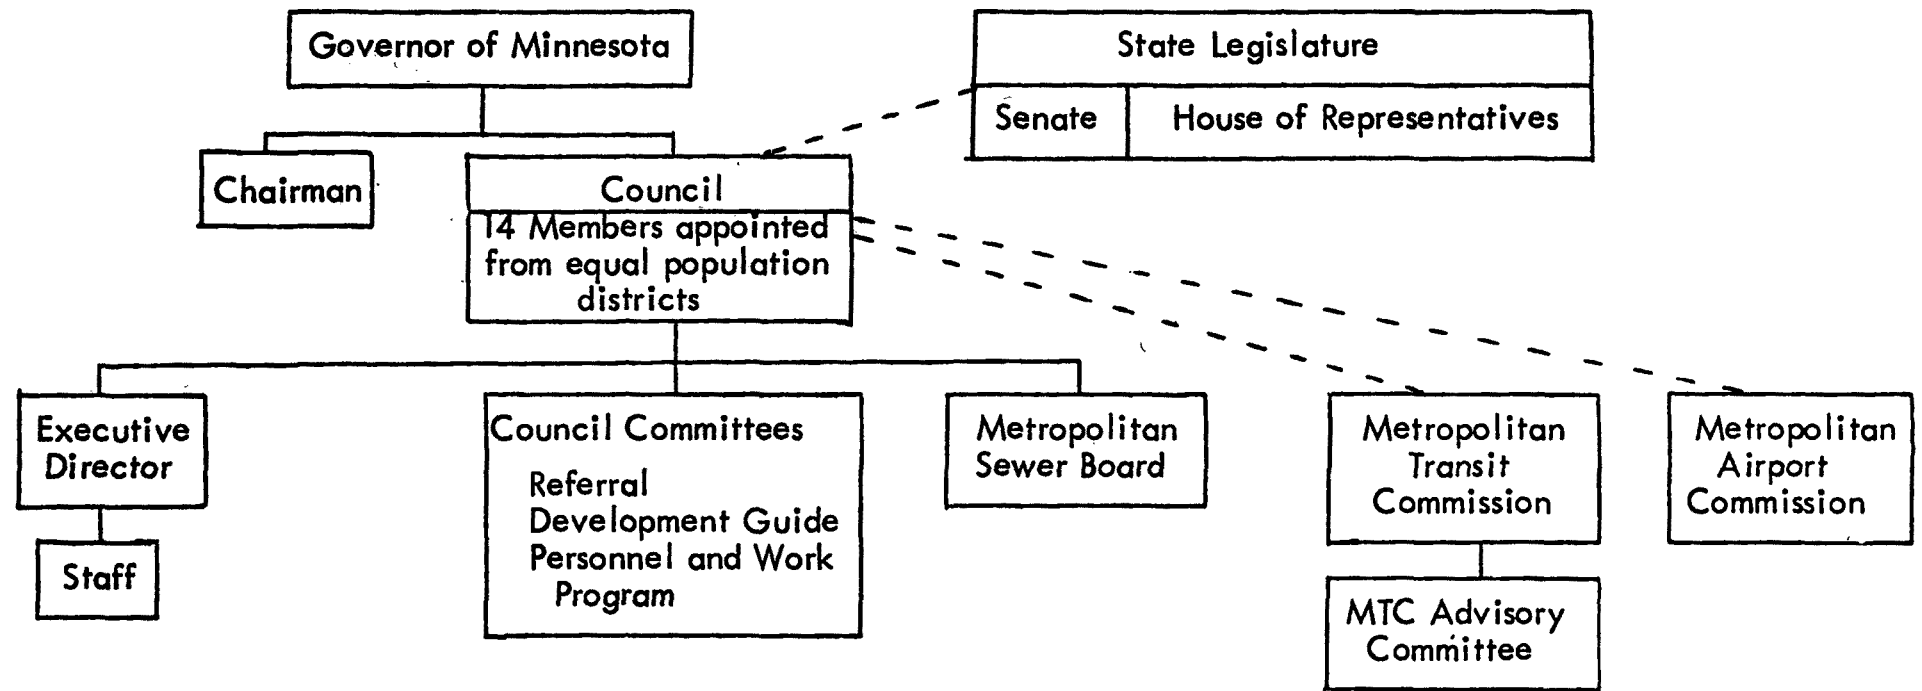 Governor of Minnesota
State Legislature
Senate
House of Representatives
Chairman
Council
14 Members appointed
from equal population
districts
Executive
Director
Staff
Council Committees
Referral
Development Guide
Personnel and Work
Program
Metropolitan
Sewer Board
Metropolitan
Transit
Commission
MTC Advisory
Committee
Metropolitan
Airport
Commission